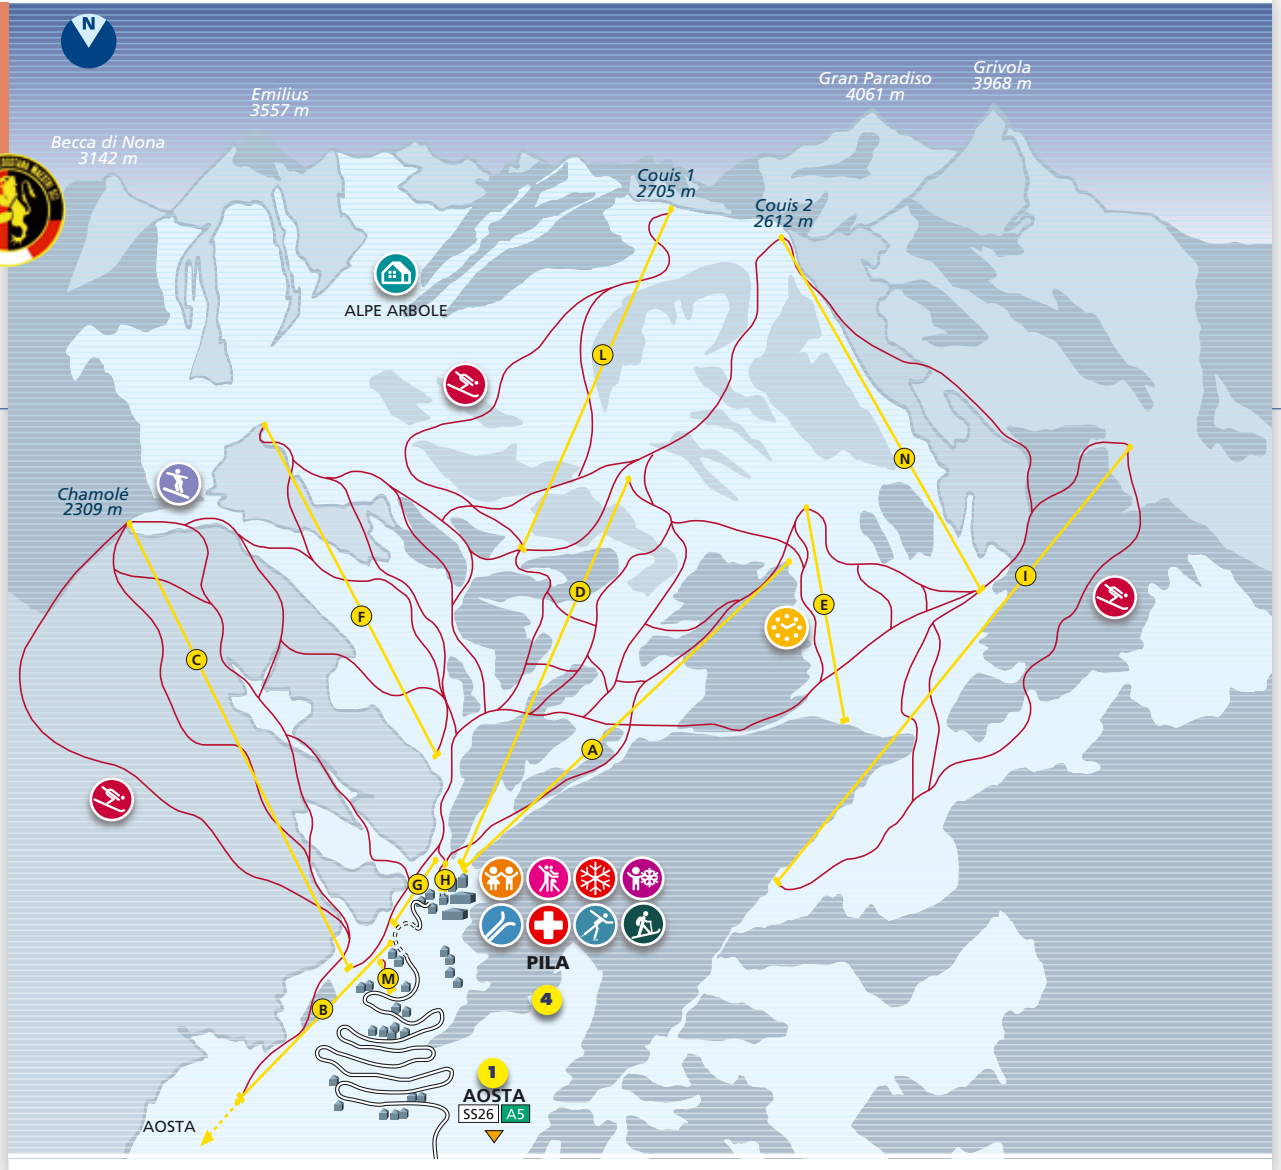 N
Grivola
3968 m
Gran Paradiso
4061 m
Emilius
3557 m
Becca di Nona
3142 m
Couis 1
2705 m
Couis 2
2612 m
ALPE ARBOLE
L
N
Chamolé
2309 m
I
D
E
F
C
A
G
H
PILA
M
4
B
1
AOSTA
SS26 A5
AOSTA